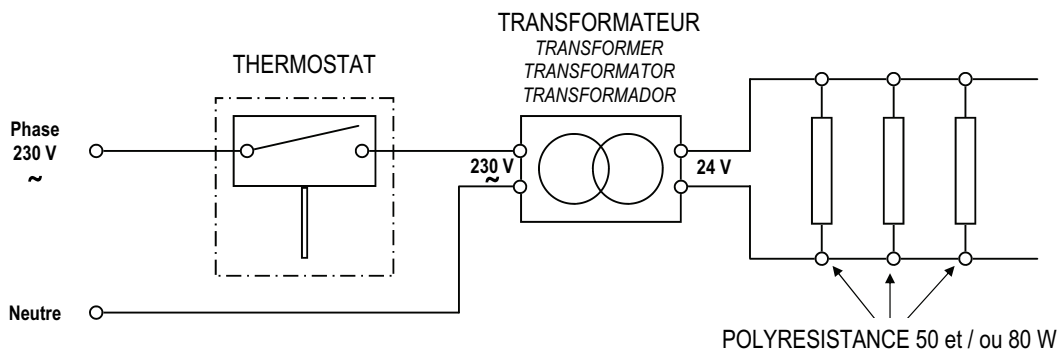 TRANSFORMATEUR
TRANSFORMER
TRANSFORMATOR
TRANSFORMADOR
THERMOSTAT
Phase
230 V
~
230 V
~
24 V
Neutre
POLYRESISTANCE 50 et / ou 80 W